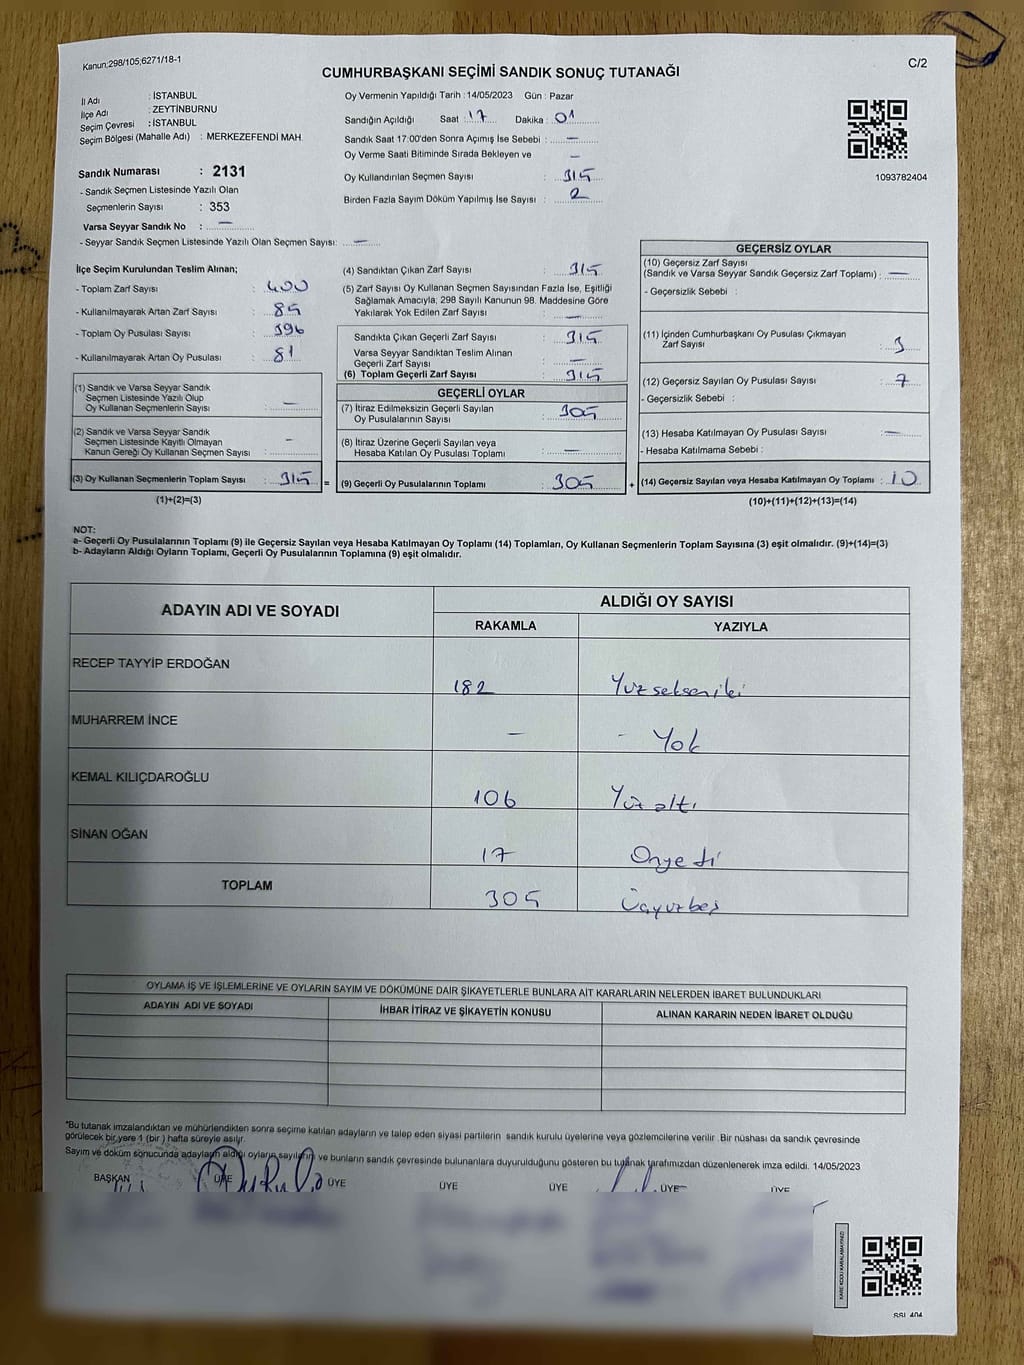 Kanun;298/105;6271/18-1
CUMHURBAŞKANI SEÇİMİ SANDIK SONUÇ TUTANAĞI
C/2
İl Adı : İSTANBUL
İlçe Adı : ZEYTİNBURNU
Seçim Çevresi : İSTANBUL
Seçim Bölgesi (Mahalle Adı) : MERKEZEFENDİ MAH.
Sandık Numarası : 2131
- Sandık Seçmen Listesinde Yazılı Olan
Seçmenlerin Sayısı : 353
Varsa Seyyar Sandık No : —
- Seyyar Sandık Seçmen Listesinde Yazılı Olan Seçmen Sayısı: —
Oy Vermenin Yapıldığı Tarih : 14/05/2023 Gün : Pazar
Sandığın Açıldığı Saat : 17 Dakika : 01
Sandık Saat 17:00'den Sonra Açımış İse Sebebi : —
Oy Verme Saati Bitiminde Sırada Bekleyen ve —
Oy Kullandırılan Seçmen Sayısı : 315
Birden Fazla Sayım Döküm Yapılmış İse Sayısı : 2
1093782404
İlçe Seçim Kurulundan Teslim Alınan;
- Toplam Zarf Sayısı : 400
- Kullanılmayarak Artan Zarf Sayısı : 85
- Toplam Oy Pusulası Sayısı : 396
- Kullanılmayarak Artan Oy Pusulası : 81
(1) Sandık ve Varsa Seyyar Sandık
Seçmen Listesinde Yazılı Olup
Oy Kullanan Seçmenlerin Sayısı : —
(2) Sandık ve Varsa Seyyar Sandık
Seçmen Listesinde Kayıtlı Olmayan
Kanun Gereği Oy Kullanan Seçmen Sayısı : -
(3) Oy Kullanan Seçmenlerin Toplam Sayısı : 315
(1)+(2)=(3)
(4) Sandıktan Çıkan Zarf Sayısı : 315
(5) Zarf Sayısı Oy Kullanan Seçmen Sayısından Fazla İse, Eşitliği
Sağlamak Amacıyla; 298 Sayılı Kanunun 98. Maddesine Göre
Yakılarak Yok Edilen Zarf Sayısı : —
Sandıkta Çıkan Geçerli Zarf Sayısı : 315
Varsa Seyyar Sandıktan Teslim Alınan
Geçerli Zarf Sayısı : —
(6) Toplam Geçerli Zarf Sayısı : 315
GEÇERLİ OYLAR
(7) İtiraz Edilmeksizin Geçerli Sayılan
Oy Pusulalarının Sayısı : 305
(8) İtiraz Üzerine Geçerli Sayılan veya
Hesaba Katılan Oy Pusulası Toplamı : —
= (9) Geçerli Oy Pusulalarının Toplamı : 305
GEÇERSİZ OYLAR
(10) Geçersiz Zarf Sayısı
(Sandık ve Varsa Seyyar Sandık Geçersiz Zarf Toplamı) : —
- Geçersizlik Sebebi :
(11) İçinden Cumhurbaşkanı Oy Pusulası Çıkmayan
Zarf Sayısı : 3
(12) Geçersiz Sayılan Oy Pusulası Sayısı : 7
- Geçersizlik Sebebi :
(13) Hesaba Katılmayan Oy Pusulası Sayısı : —
- Hesaba Katılmama Sebebi :
+ (14) Geçersiz Sayılan veya Hesaba Katılmayan Oy Toplamı : 10
(10)+(11)+(12)+(13)=(14)
NOT:
a- Geçerli Oy Pusulalarının Toplamı (9) ile Geçersiz Sayılan veya Hesaba Katılmayan Oy Toplamı (14) Toplamları, Oy Kullanan Seçmenlerin Toplam Sayısına (3) eşit olmalıdır. (9)+(14)=(3)
b- Adayların Aldığı Oyların Toplamı, Geçerli Oy Pusulalarının Toplamına (9) eşit olmalıdır.
ADAYIN ADI VE SOYADI
ALDIĞI OY SAYISI
RAKAMLA YAZIYLA
RECEP TAYYİP ERDOĞAN 182 Yüzsekseniki
MUHARREM İNCE — - Yok
KEMAL KILIÇDAROĞLU 106 Yüzaltı
SİNAN OĞAN 17 Onyedi
TOPLAM 305 Üçyüzbeş
OYLAMA İŞ VE İŞLEMLERİNE VE OYLARIN SAYIM VE DÖKÜMÜNE DAİR ŞİKAYETLERLE BUNLARA AİT KARARLARIN NELERDEN İBARET BULUNDUKLARI
ADAYIN ADI VE SOYADI İHBAR İTİRAZ VE ŞİKAYETİN KONUSU ALINAN KARARIN NEDEN İBARET OLDUĞU
*Bu tutanak imzalandıktan ve mühürlendikten sonra seçime katılan adayların ve talep eden siyasi partilerin sandık kurulu üyelerine veya gözlemcilerine verilir. Bir nüshası da sandık çevresinde
görülecek bir yere 1 (bir) hafta süreyle asılır.
Sayım ve döküm sonucunda adayların aldığı oyların sayılarını ve bunların sandık çevresinde bulunanlara duyurulduğunu gösteren bu tutanak tarafımızdan düzenlenerek imza edildi. 14/05/2023
BAŞKAN ÜYE ÜYE ÜYE ÜYE ÜYE ÜYE
KARE KODU KARALAMAYINIZ!